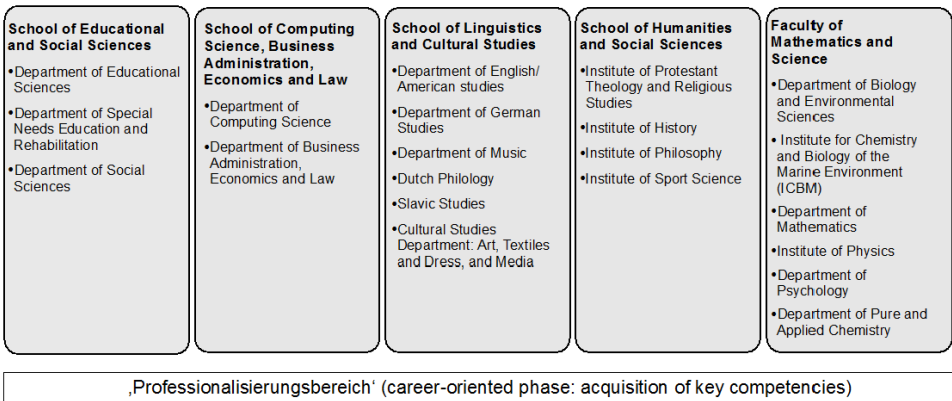 School of Educational
and Social Sciences
•Department of Educational
Sciences
•Department of Special
Needs Education and
Rehabilitation
•Department of Social
Sciences
School of Computing
Science, Business
Administration,
Economics and Law
•Department of
Computing Science
•Department of Business
Administration,
Economics and Law
School of Linguistics
and Cultural Studies
•Department of English/
American studies
•Department of German
Studies
•Department of Music
•Dutch Philology
•Slavic Studies
•Cultural Studies
Department: Art, Textiles
and Dress, and Media
School of Humanities
and Social Sciences
•Institute of Protestant
Theology and Religious
Studies
•Institute of History
•Institute of Philosophy
•Institute of Sport Science
Faculty of
Mathematics and
Science
•Department of Biology
and Environmental
Sciences
• Institute for Chemistry
and Biology of the
Marine Environment
(ICBM)
•Department of
Mathematics
•Institute of Physics
•Department of
Psychology
•Department of Pure and
Applied Chemistry
‚Professionalisierungsbereich‘ (career-oriented phase: acquisition of key competencies)